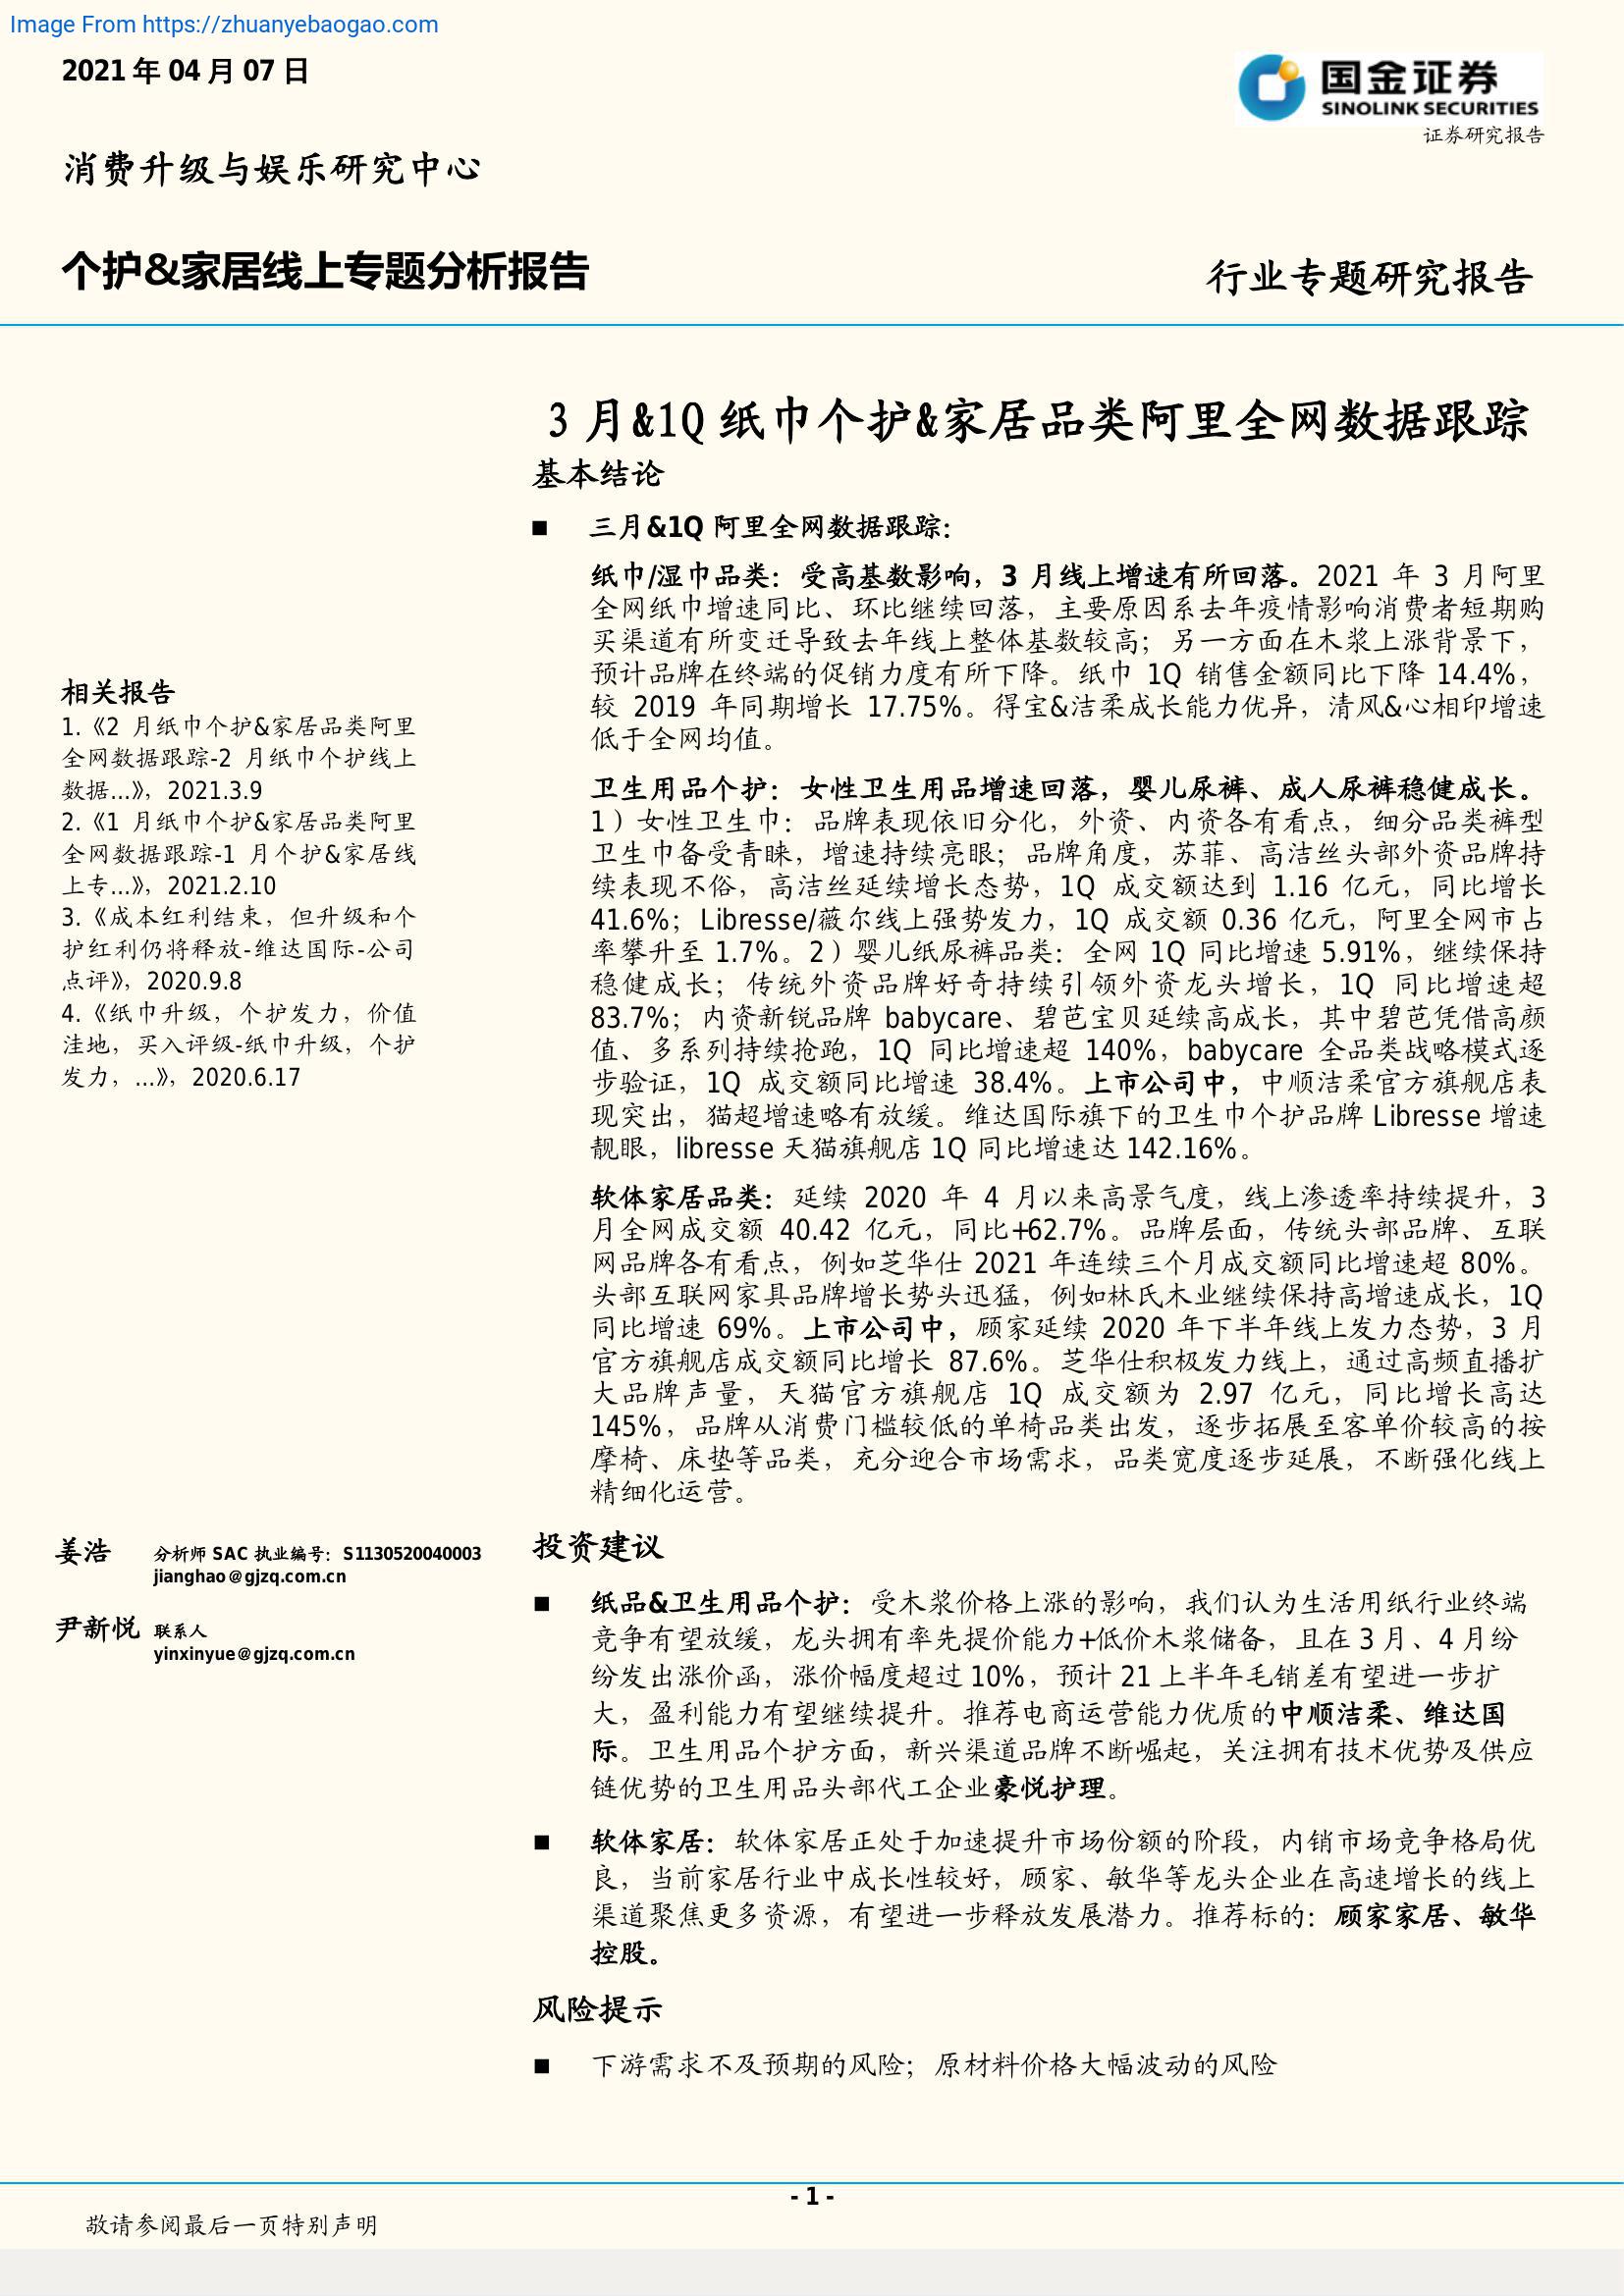 Image From https://zhuanyebaogao.com
2021 年 04 月 07 日
国金证券
SINOLINK SECURITIES
证券研究报告
消费升级与娱乐研究中心
个护&家居线上专题分析报告
行业专题研究报告
3 月&1Q 纸巾个护&家居品类阿里全网数据跟踪
基本结论
■ 三月&1Q 阿里全网数据跟踪：
纸巾/湿巾品类：受高基数影响，3 月线上增速有所回落。2021 年 3 月阿里
全网纸巾增速同比、环比继续回落，主要原因系去年疫情影响消费者短期购
买渠道有所变迁导致去年线上整体基数较高；另一方面在木浆上涨背景下，
预计品牌在终端的促销力度有所下降。纸巾 1Q 销售金额同比下降 14.4%，
较 2019 年同期增长 17.75%。得宝&洁柔成长能力优异，清风&心相印增速
低于全网均值。
卫生用品个护：女性卫生用品增速回落，婴儿尿裤、成人尿裤稳健成长。
1）女性卫生巾：品牌表现依旧分化，外资、内资各有看点，细分品类裤型
卫生巾备受青睐，增速持续亮眼；品牌角度，苏菲、高洁丝头部外资品牌持
续表现不俗，高洁丝延续增长态势，1Q 成交额达到 1.16 亿元，同比增长
41.6%；Libresse/薇尔线上强势发力，1Q 成交额 0.36 亿元，阿里全网市占
率攀升至 1.7%。2）婴儿纸尿裤品类：全网 1Q 同比增速 5.91%，继续保持
稳健成长；传统外资品牌好奇持续引领外资龙头增长，1Q 同比增速超
83.7%；内资新锐品牌 babycare、碧芭宝贝延续高成长，其中碧芭凭借高颜
值、多系列持续抢跑，1Q 同比增速超 140%，babycare 全品类战略模式逐
步验证，1Q 成交额同比增速 38.4%。上市公司中，中顺洁柔官方旗舰店表
现突出，猫超增速略有放缓。维达国际旗下的卫生巾个护品牌 Libresse 增速
靓眼，libresse 天猫旗舰店 1Q 同比增速达 142.16%。
软体家居品类：延续 2020 年 4 月以来高景气度，线上渗透率持续提升，3
月全网成交额 40.42 亿元，同比+62.7%。品牌层面，传统头部品牌、互联
网品牌各有看点，例如芝华仕 2021 年连续三个月成交额同比增速超 80%。
头部互联网家具品牌增长势头迅猛，例如林氏木业继续保持高增速成长，1Q
同比增速 69%。上市公司中，顾家延续 2020 年下半年线上发力态势，3 月
官方旗舰店成交额同比增长 87.6%。芝华仕积极发力线上，通过高频直播扩
大品牌声量，天猫官方旗舰店 1Q 成交额为 2.97 亿元，同比增长高达
145%，品牌从消费门槛较低的单椅品类出发，逐步拓展至客单价较高的按
摩椅、床垫等品类，充分迎合市场需求，品类宽度逐步延展，不断强化线上
精细化运营。
投资建议
■ 纸品&卫生用品个护：受木浆价格上涨的影响，我们认为生活用纸行业终端
竞争有望放缓，龙头拥有率先提价能力+低价木浆储备，且在 3 月、4 月纷
纷发出涨价函，涨价幅度超过 10%，预计 21 上半年毛销差有望进一步扩
大，盈利能力有望继续提升。推荐电商运营能力优质的中顺洁柔、维达国
际。卫生用品个护方面，新兴渠道品牌不断崛起，关注拥有技术优势及供应
链优势的卫生用品头部代工企业豪悦护理。
■ 软体家居：软体家居正处于加速提升市场份额的阶段，内销市场竞争格局优
良，当前家居行业中成长性较好，顾家、敏华等龙头企业在高速增长的线上
渠道聚焦更多资源，有望进一步释放发展潜力。推荐标的：顾家家居、敏华
控股。
风险提示
■ 下游需求不及预期的风险；原材料价格大幅波动的风险
相关报告
1.《2 月纸巾个护&家居品类阿里
全网数据跟踪-2 月纸巾个护线上
数据...》，2021.3.9
2.《1 月纸巾个护&家居品类阿里
全网数据跟踪-1 月个护&家居线
上专...》，2021.2.10
3.《成本红利结束，但升级和个
护红利仍将释放-维达国际-公司
点评》，2020.9.8
4.《纸巾升级，个护发力，价值
洼地，买入评级-纸巾升级，个护
发力，...》，2020.6.17
姜浩 分析师 SAC 执业编号：S1130520040003
jianghao@gjzq.com.cn
尹新悦 联系人
yinxinyue@gjzq.com.cn
- 1 -
敬请参阅最后一页特别声明